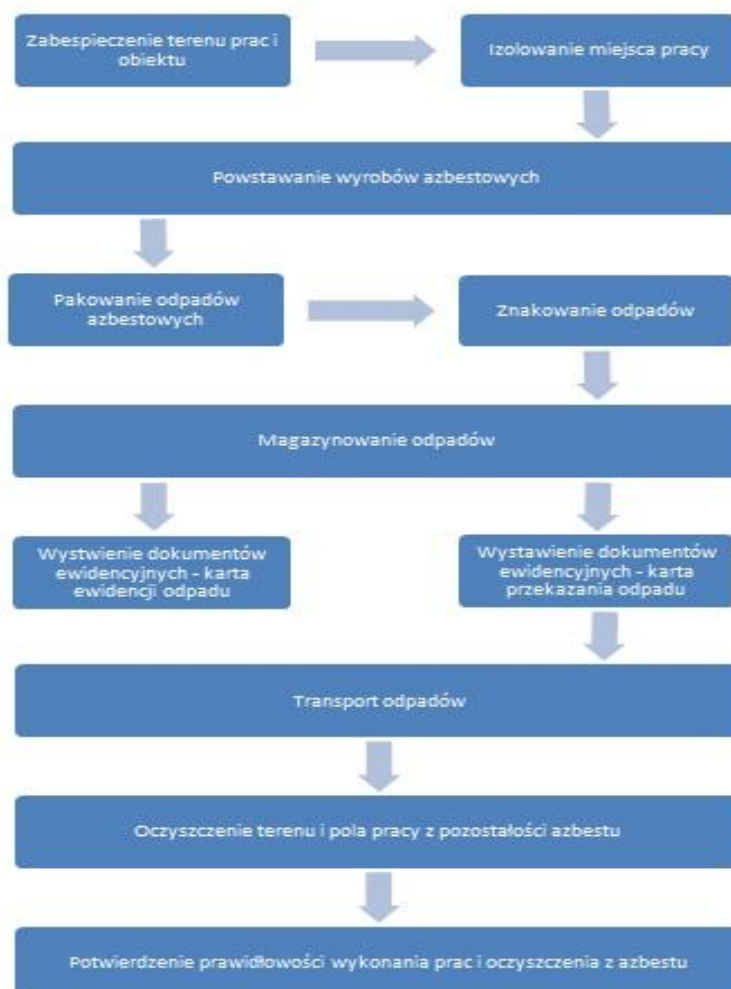 Zabespieczenie terenu prac i
obiektu
Izolowanie miejsca pracy
Powstawanie wyrobów azbestowych
Pakowanie odpadów
azbestowych
Znakowanie odpadów
Magazynowanie odpadów
Wystwienie dokumentów
ewidencyjnych - karta
ewidencji odpadu
Wystawienie dokumentów
ewidencyjnych - karta
przekazania odpadu
Transport odpadów
Oczyszczenie terenu i pola pracy z pozostałości azbestu
Potwierdzenie prawidłowości wykonania prac i oczyszczenia z azbestu